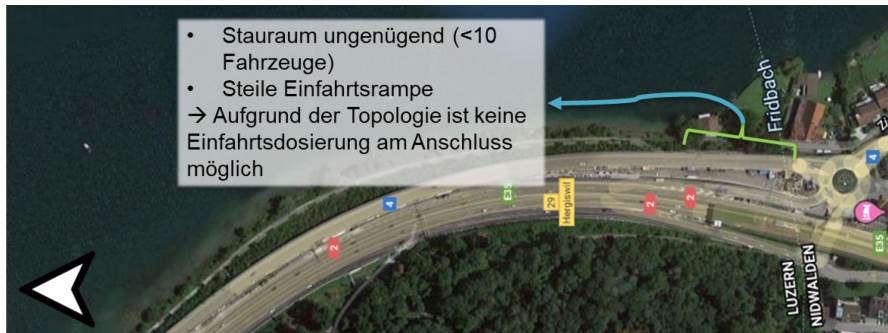 • Stauraum ungenügend (<10
Fahrzeuge)
• Steile Einfahrtsrampe
→ Aufgrund der Topologie ist keine
Einfahrtsdosierung am Anschluss
möglich
Fridbach
4
4
E35
29
Hergiswil
2
2
2
E35
LUZERN
NIDWALDEN